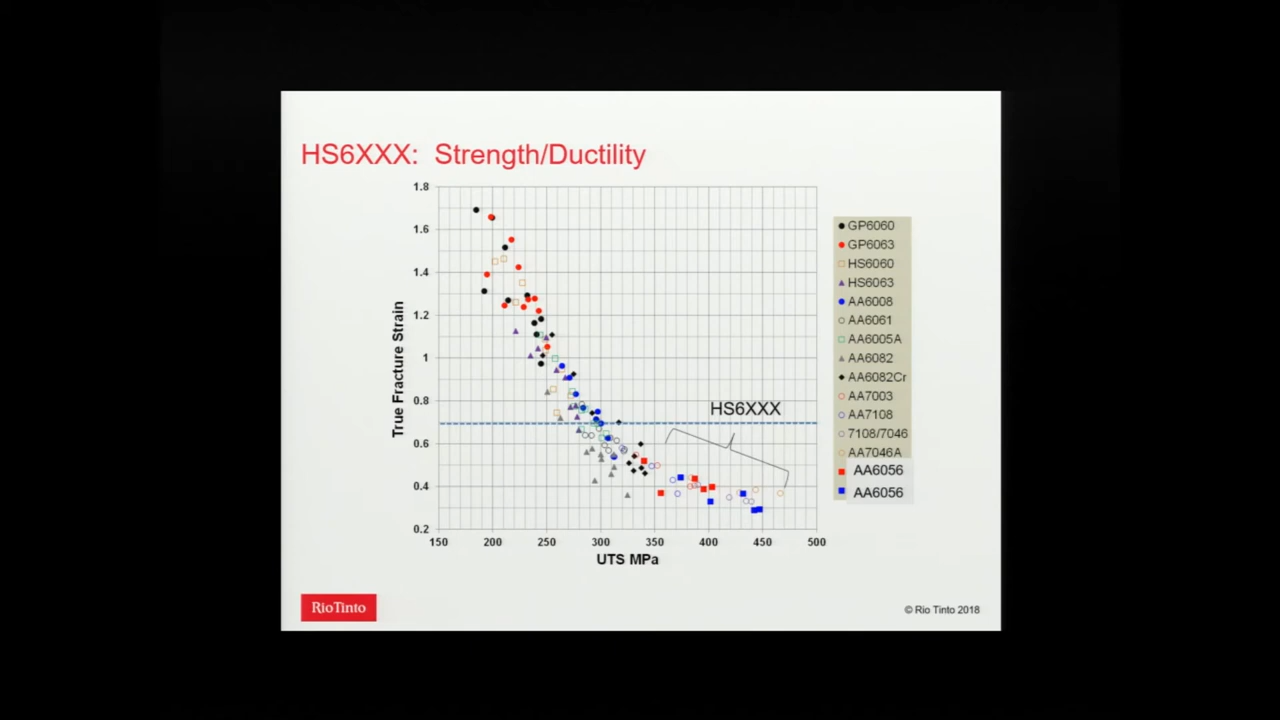 HS6XXX: Strength/Ductility
1.8
1.6
1.4
1.2
1
0.8
0.6
0.4
0.2
True Fracture Strain
150 200 250 300 350 400 450 500
UTS MPa
HS6XXX
GP6060
GP6063
HS6060
HS6063
AA6008
AA6061
AA6005A
AA6082
AA6082Cr
AA7003
AA7108
7108/7046
AA7046A
AA6056
AA6056
RioTinto
© Rio Tinto 2018